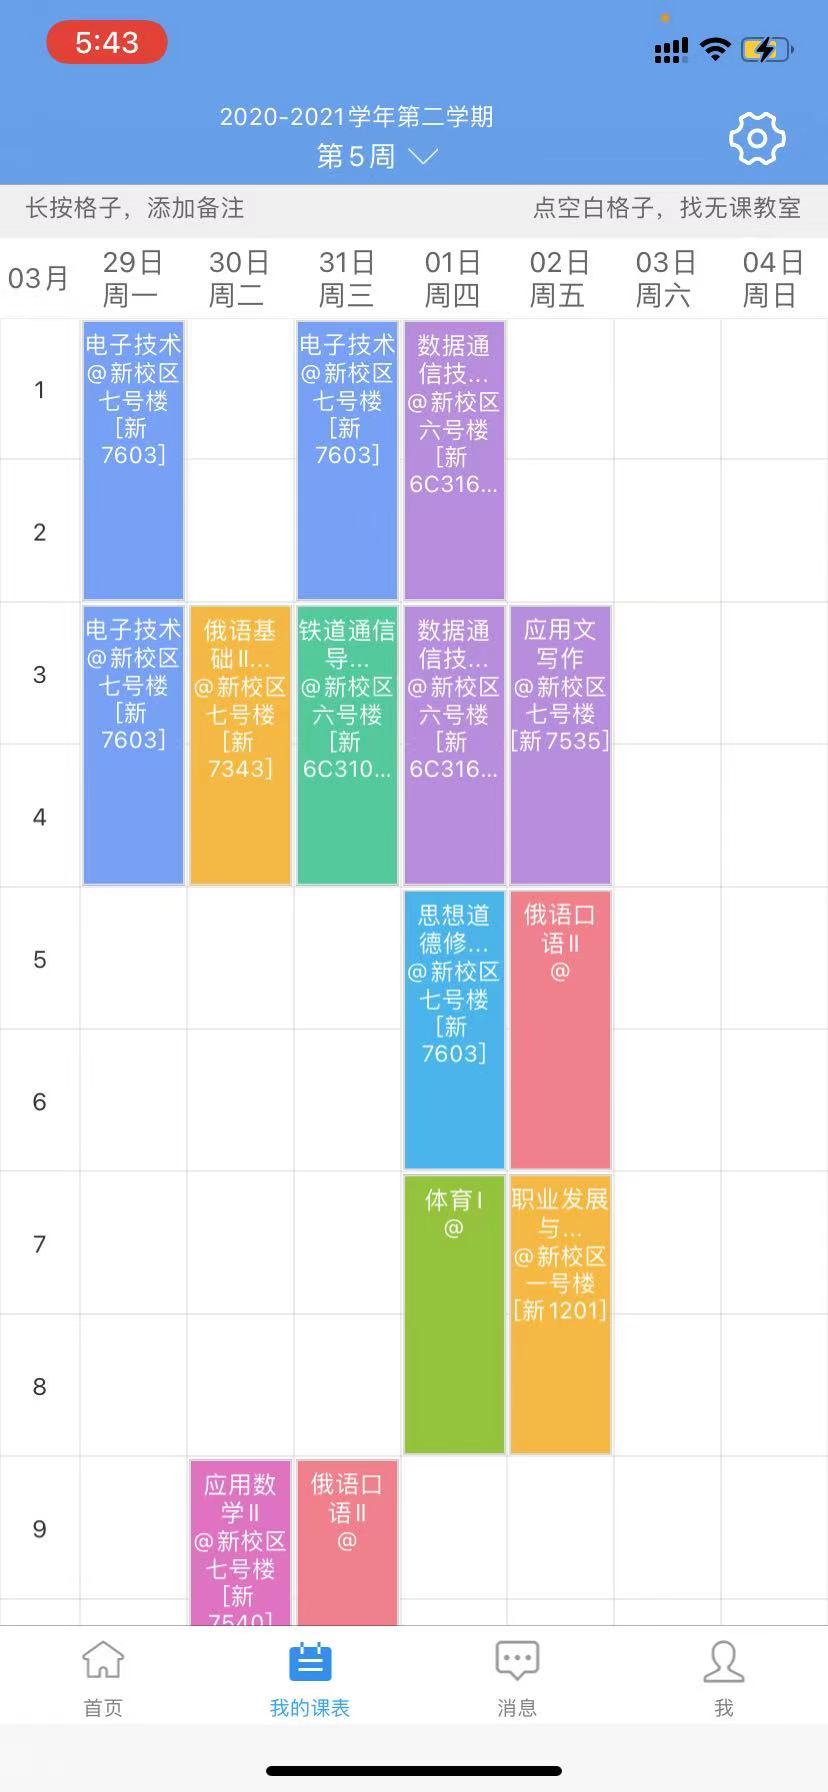 5:43
2020-2021学年第二学期
第5周
长按格子，添加备注
点空白格子，找无课教室
03月
29日
周一
30日
周二
31日
周三
01日
周四
02日
周五
03日
周六
04日
周日
1
电子技术
@新校区
七号楼
[新
7603]
电子技术
@新校区
七号楼
[新
7603]
数据通
信技...
@新校区
六号楼
[新
6C316...
2
3
电子技术
@新校区
七号楼
[新
7603]
俄语基
础Ⅱ...
@新校区
七号楼
[新
7343]
铁道通信
导...
@新校区
六号楼
[新
6C310...
数据通
信技...
@新校区
六号楼
[新
6C316...
应用文
写作
@新校区
七号楼
[新7535]
4
5
思想道
德修...
@新校区
七号楼
[新
7603]
俄语口
语Ⅱ
@
6
7
体育Ⅰ
@
职业发展
与...
@新校区
一号楼
[新1201]
8
9
应用数
学Ⅱ
@新校区
七号楼
[新
7540]
俄语口
语Ⅱ
@
首页
我的课表
消息
我